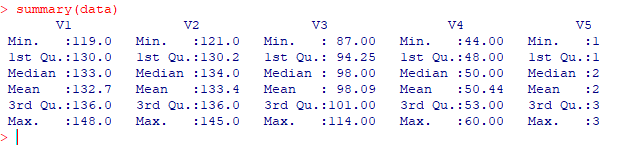 > summary(data)
V1 V2 V3 V4 V5
Min. :119.0 Min. :121.0 Min. : 87.00 Min. :44.00 Min. :1
1st Qu.:130.0 1st Qu.:130.2 1st Qu.: 94.25 1st Qu.:48.00 1st Qu.:1
Median :133.0 Median :134.0 Median : 98.00 Median :50.00 Median :2
Mean :132.7 Mean :133.4 Mean : 98.09 Mean :50.44 Mean :2
3rd Qu.:136.0 3rd Qu.:136.0 3rd Qu.:101.00 3rd Qu.:53.00 3rd Qu.:3
Max. :148.0 Max. :145.0 Max. :114.00 Max. :60.00 Max. :3
>